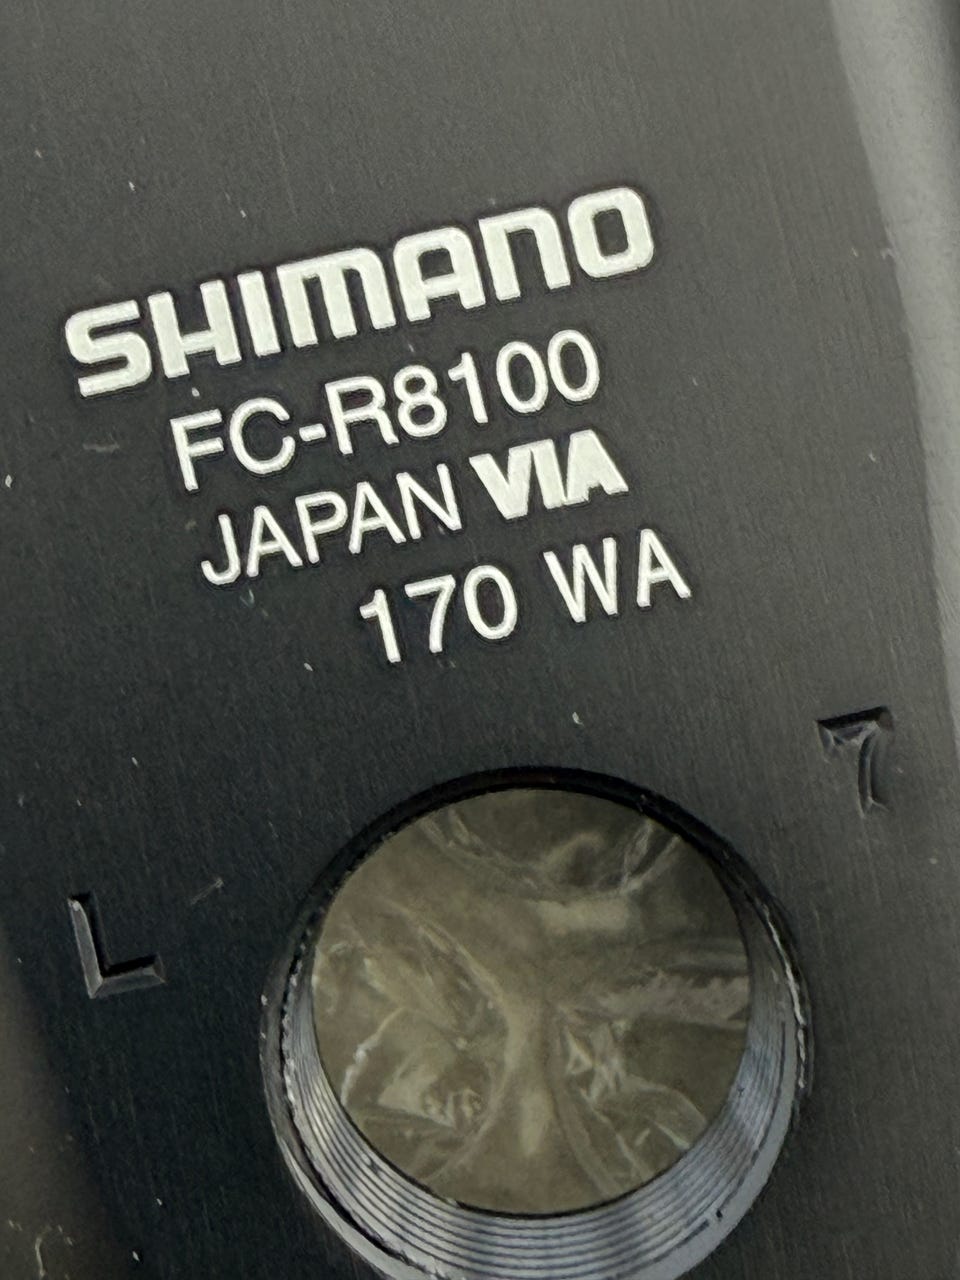 SHIMANO
FC-R8100
JAPAN VIA
170 WA
7
L